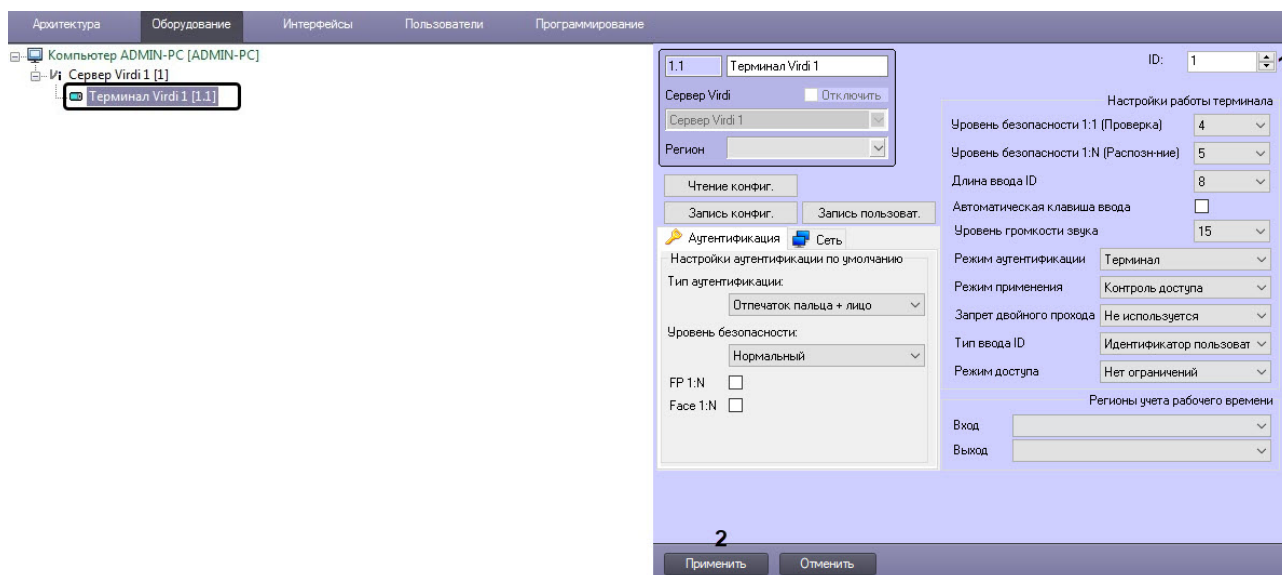 Архитектура Оборудование Интерфейсы Пользователи Программирование
Компьютер ADMIN-PC [ADMIN-PC]
Сервер Virdi 1 [1]
Терминал Virdi 1 [1.1]
1.1 Терминал Virdi 1
Сервер Virdi Отключить
Сервер Virdi 1
Регион
Чтение конфиг.
Запись конфиг. Запись пользоват.
Аутентификация Сеть
Настройки аутентификации по умолчанию
Тип аутентификации:
Отпечаток пальца + лицо
Уровень безопасности:
Нормальный
FP 1:N
Face 1:N
ID: 1 1
Настройки работы терминала
Уровень безопасности 1:1 (Проверка) 4
Уровень безопасности 1:N (Распозн-ние) 5
Длина ввода ID 8
Автоматическая клавиша ввода
Уровень громкости звука 15
Режим аутентификации Терминал
Режим применения Контроль доступа
Запрет двойного прохода Не используется
Тип ввода ID Идентификатор пользоват
Режим доступа Нет ограничений
Регионы учета рабочего времени
Вход
Выход
2
Применить Отменить